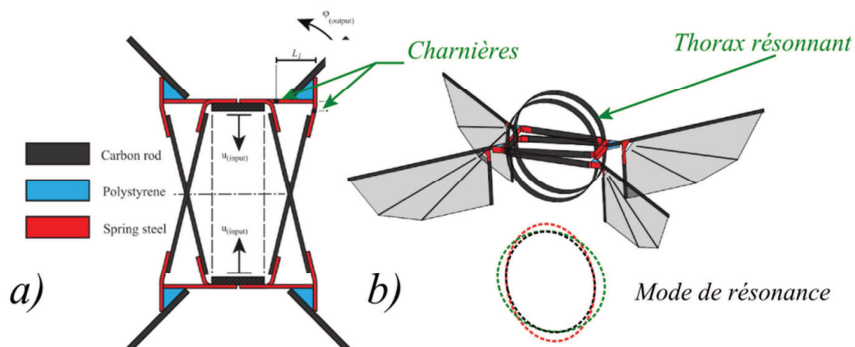 φ(output)
L1
Charnières
Thorax résonnant
u(input)
Carbon rod
Polystyrene
Spring steel
u(input)
a)
b)
Mode de résonance